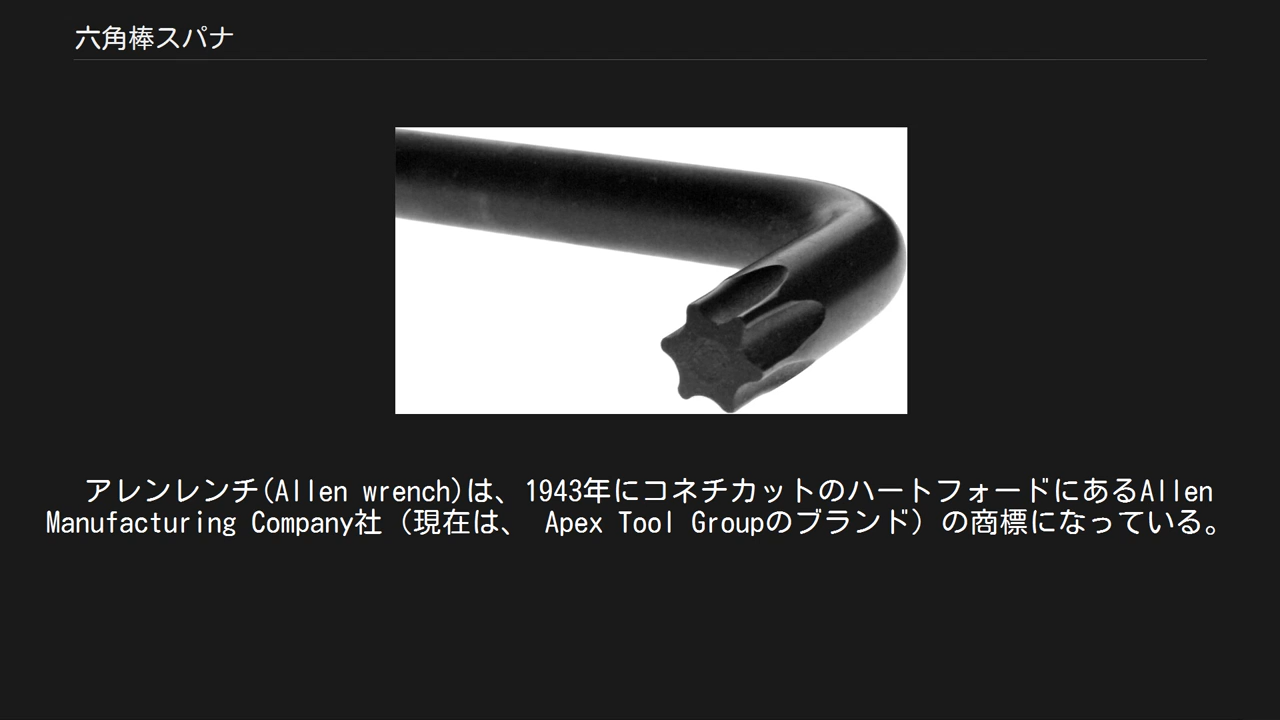 六角棒スパナ
アレンレンチ(Allen wrench)は、1943年にコネチカットのハートフォードにあるAllen
Manufacturing Company社（現在は、 Apex Tool Groupのブランド）の商標になっている。